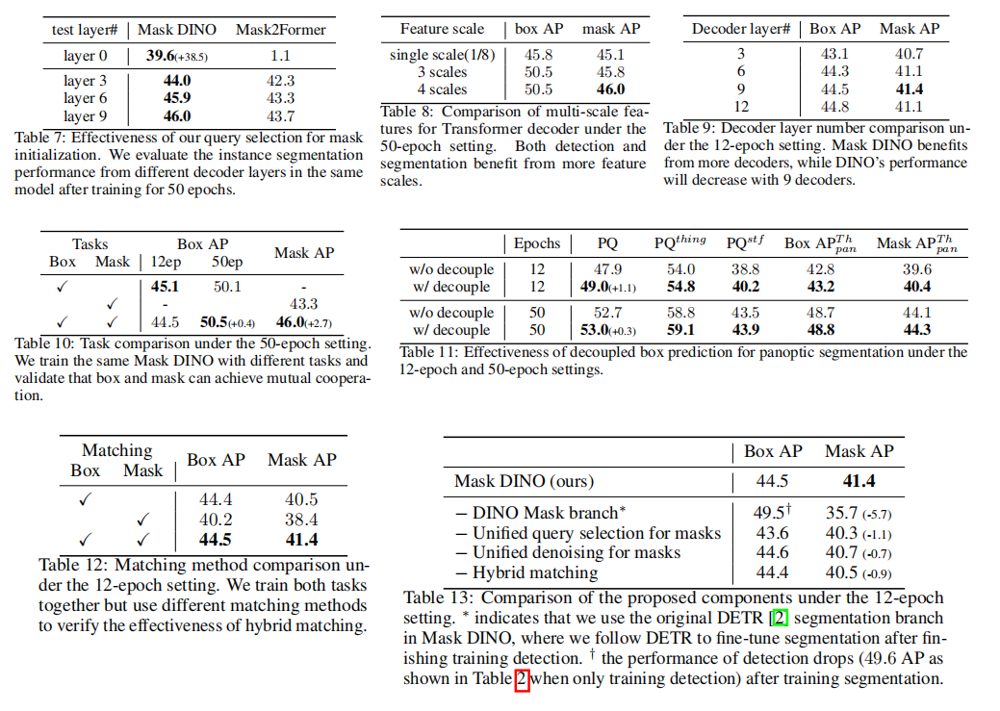 test layer# Mask DINO Mask2Former
layer 0 39.6(+38.5) 1.1
layer 3 44.0 42.3
layer 6 45.9 43.3
layer 9 46.0 43.7
Table 7: Effectiveness of our query selection for mask
initialization. We evaluate the instance segmentation
performance from different decoder layers in the same
model after training for 50 epochs.
Feature scale box AP mask AP
single scale(1/8) 45.8 45.1
3 scales 50.5 45.8
4 scales 50.5 46.0
Table 8: Comparison of multi-scale fea-
tures for Transformer decoder under the
50-epoch setting. Both detection and
segmentation benefit from more feature
scales.
Decoder layer# Box AP Mask AP
3 43.1 40.7
6 44.3 41.1
9 44.5 41.4
12 44.8 41.1
Table 9: Decoder layer number comparison un-
der the 12-epoch setting. Mask DINO benefits
from more decoders, while DINO's performance
will decrease with 9 decoders.
Tasks Box AP Mask AP
Box Mask 12ep 50ep
✓ 45.1 50.1 -
✓ - 43.3
✓ ✓ 44.5 50.5(+0.4) 46.0(+2.7)
Table 10: Task comparison under the 50-epoch setting.
We train the same Mask DINO with different tasks and
validate that box and mask can achieve mutual coopera-
tion.
Epochs PQ PQ^thing PQ^stf Box AP^Th_pan Mask AP^Th_pan
w/o decouple 12 47.9 54.0 38.8 42.8 39.6
w/ decouple 12 49.0(+1.1) 54.8 40.2 43.2 40.4
w/o decouple 50 52.7 58.8 43.5 48.7 44.1
w/ decouple 50 53.0(+0.3) 59.1 43.9 48.8 44.3
Table 11: Effectiveness of decoupled box prediction for panoptic segmentation under the
12-epoch and 50-epoch settings.
Matching Box AP Mask AP
Box Mask
✓ 44.4 40.5
✓ 40.2 38.4
✓ ✓ 44.5 41.4
Table 12: Matching method comparison un-
der the 12-epoch setting. We train both tasks
together but use different matching methods
to verify the effectiveness of hybrid matching.
Box AP Mask AP
Mask DINO (ours) 44.5 41.4
− DINO Mask branch* 49.5† 35.7 (-5.7)
− Unified query selection for masks 43.6 40.3 (-1.1)
− Unified denoising for masks 44.6 40.7 (-0.7)
− Hybrid matching 44.4 40.5 (-0.9)
Table 13: Comparison of the proposed components under the 12-epoch
setting. * indicates that we use the original DETR [2] segmentation branch
in Mask DINO, where we follow DETR to fine-tune segmentation after fin-
ishing training detection. † the performance of detection drops (49.6 AP as
shown in Table 2 when only training detection) after training segmentation.